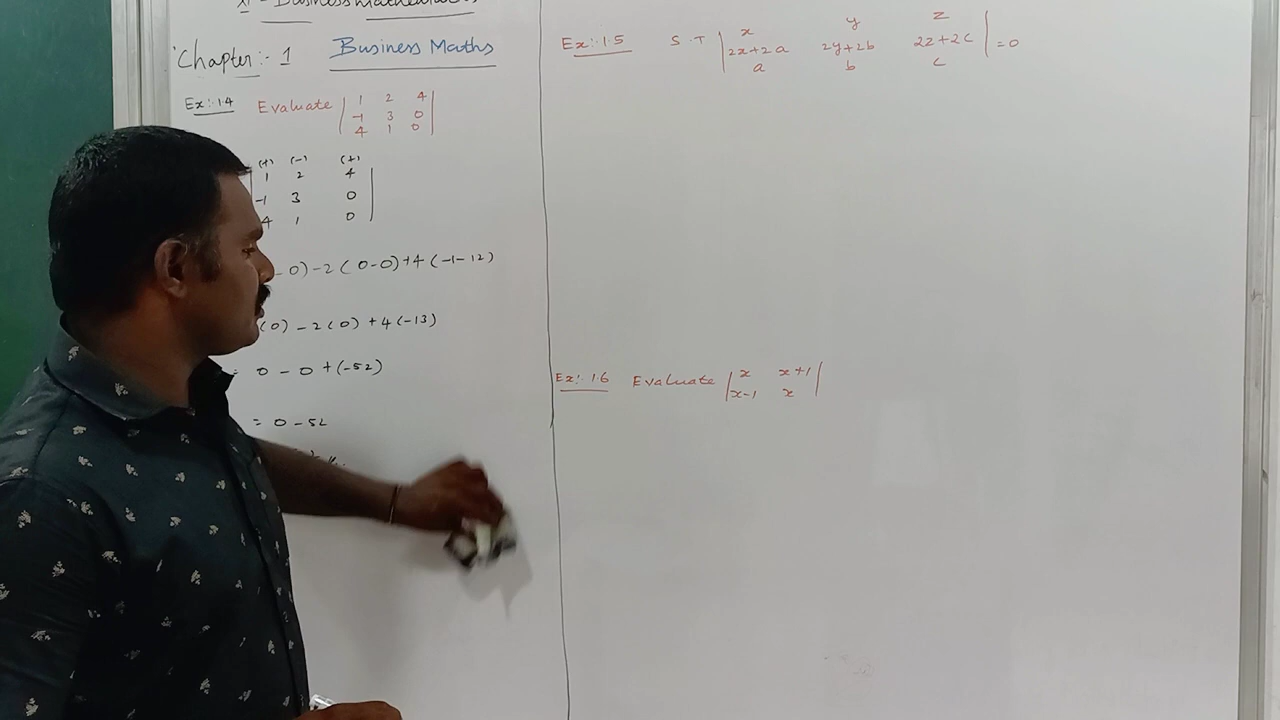 XI - Business Mathematics
Chapter :- 1 Business Maths
Ex: 1.4 Evaluate | 1 2 4 |
| -1 3 0 |
| 4 1 0 |
(+) (-) (+)
1 2 4 |
-1 3 0 |
4 1 0 |
- 0) - 2 ( 0-0) + 4 (-1-12)
(0) - 2(0) + 4(-13)
= 0 - 0 + (-52)
= 0 - 52
Ex: 1.5 S.T | x y z |
| 2x+2a 2y+2b 2z+2c | = 0
| a b c |
Ex: 1.6 Evaluate | x x+1 |
| x-1 x |